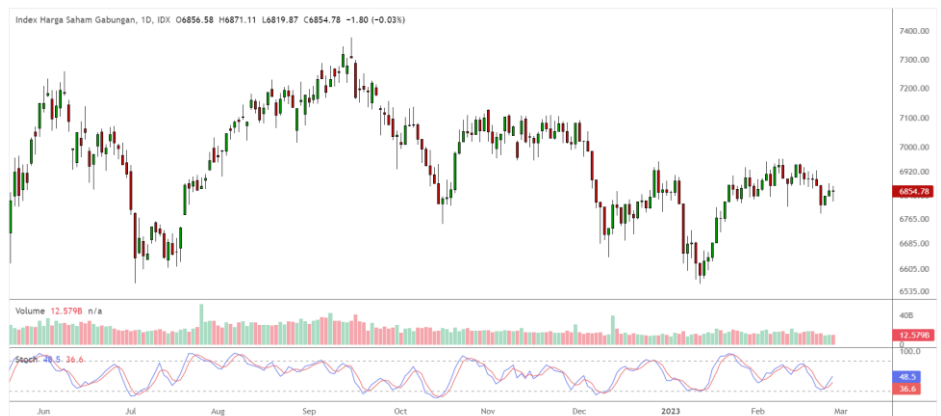 Index Harga Saham Gabungan, 1D, IDX O6856.58 H6871.11 L6819.87 C6854.78 -1.80 (-0.03%)
7400.00
7300.00
7200.00
7100.00
7000.00
6920.00
6854.78
6765.00
6685.00
6605.00
6535.00
Volume 12.579B n/a
40B
12.579B
0
Stoch 48.5 36.6
100.0
48.5
36.6
Jun Jul Aug Sep Oct Nov Dec 2023 Feb Mar